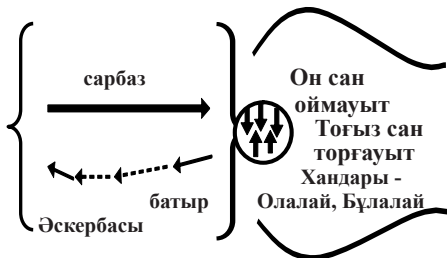 сарбаз
батыр
Әскербасы
Он сан
оймауыт
Тоғыз сан
торғауыт
Хандары -
Олалай, Бұлалай